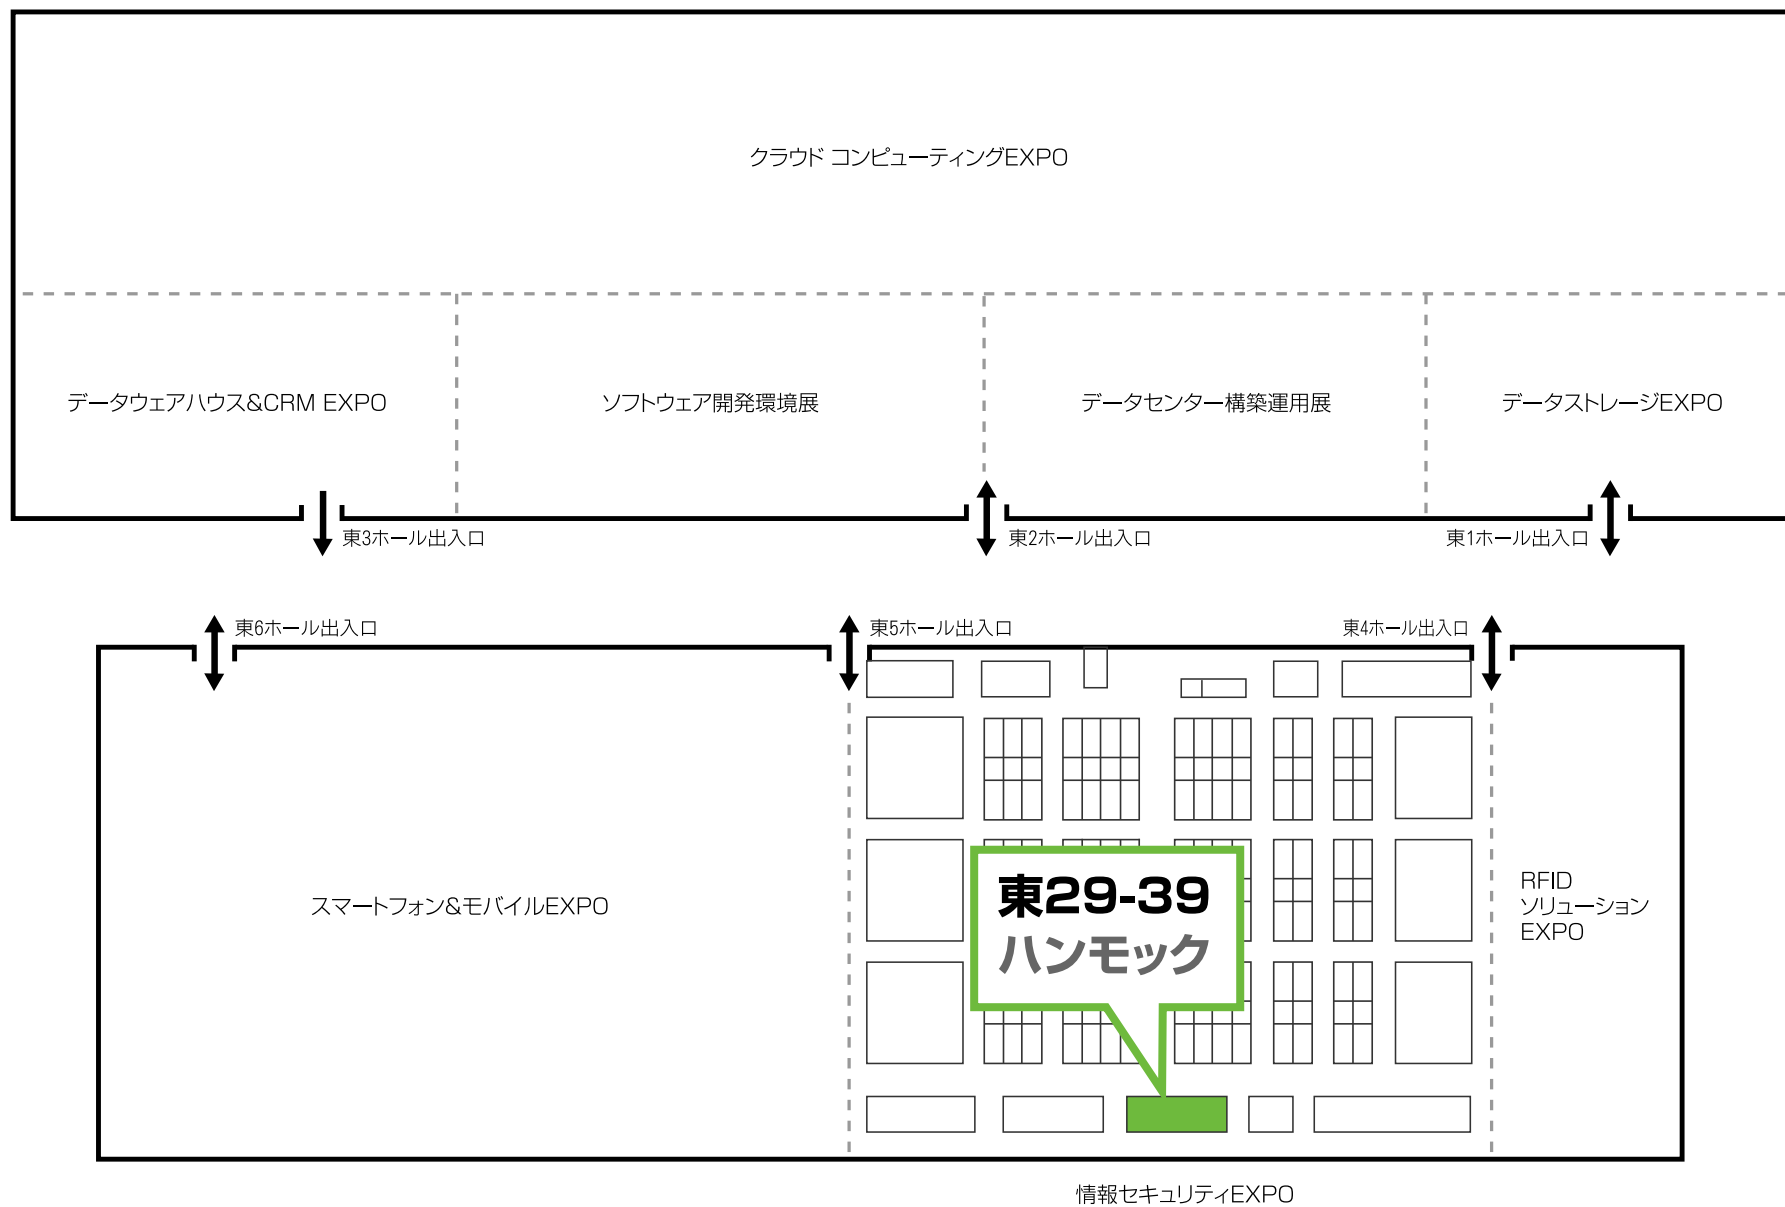 クラウド コンピューティングEXPO
データウェアハウス&CRM EXPO
ソフトウェア開発環境展
データセンター構築運用展
データストレージEXPO
東3ホール出入口
東2ホール出入口
東1ホール出入口
東6ホール出入口
東5ホール出入口
東4ホール出入口
スマートフォン&モバイルEXPO
東29-39
ハンモック
RFID
ソリューション
EXPO
情報セキュリティEXPO